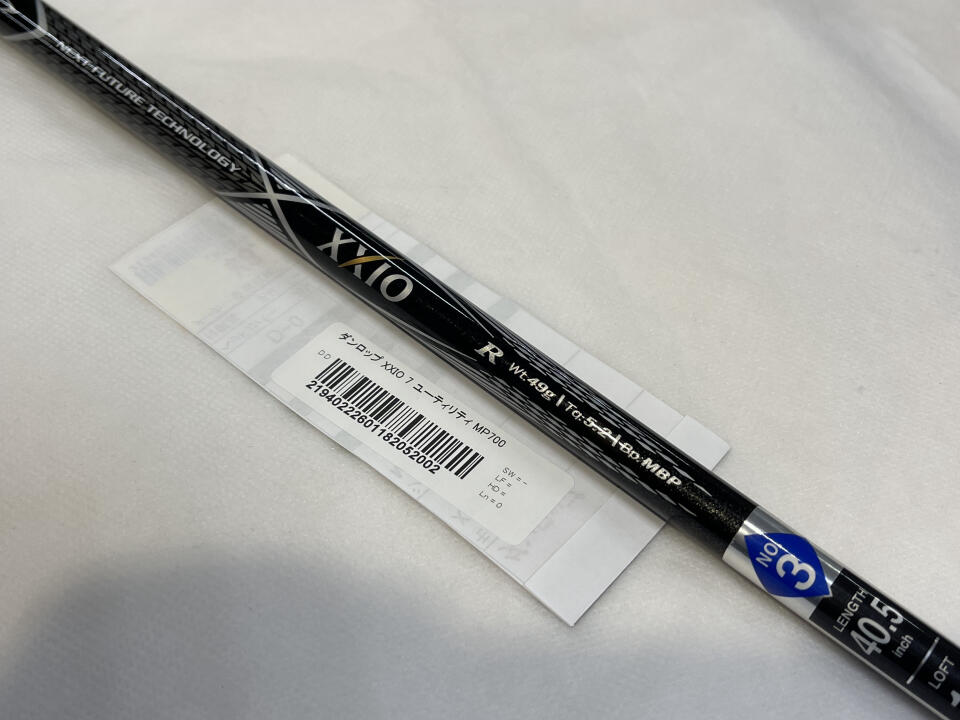 NEXT FUTURE TECHNOLOGY
XXIO
R Wt.49g | Tq.5.2 | Bp.MBP
NO.
3
LENGTH
40.5
inch
LOFT
ダンロップ XXIO 7 ユーティリティ MP700
DD
21940222601182052002
SW = -
LF =
HD =
Ln = 0